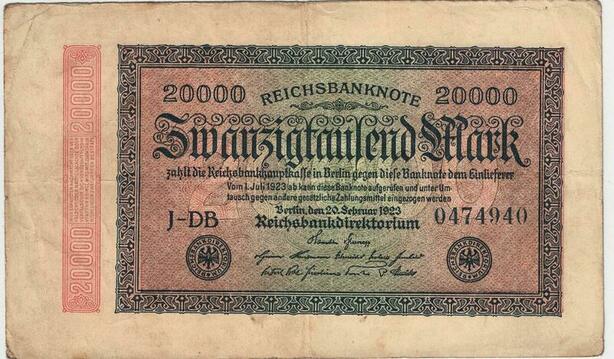 REICHSBANKNOTE
20000 20000
Zwanzigtausend Mark
zahlt die Reichsbankhauptkasse in Berlin gegen diese Banknote dem Einlieferer
Vom 1. Juli 1923 ab kann diese Banknote aufgerufen und unter Um-
tausch gegen andere gesetzliche Zahlungsmittel eingezogen werden
Berlin, den 20. Februar 1923
J-DB Reichsbankdirektorium 0474940
20000
20000